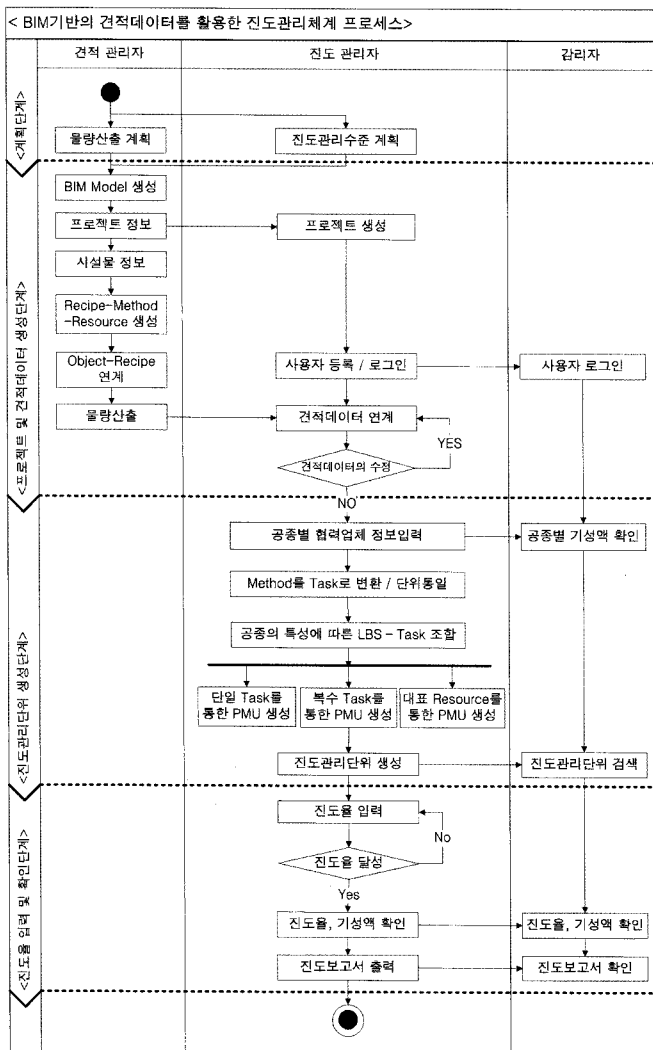 < BIM기반의 견적데이터를 활용한 진도관리체계 프로세스>
견적 관리자
진도 관리자
감리자
<계획단계>
물량산출 계획
진도관리수준 계획
<프로젝트 및 견적데이터 생성단계>
BIM Model 생성
프로젝트 정보
프로젝트 생성
시설물 정보
Recipe-Method
-Resource 생성
Object-Recipe
연계
사용자 등록 / 로그인
사용자 로그인
물량산출
견적데이터 연계
YES
견적데이터의 수정
NO
<진도관리단위 생성단계>
공종별 협력업체 정보입력
공종별 기성액 확인
Method를 Task로 변환 / 단위통일
공종의 특성에 따른 LBS - Task 조합
단일 Task를
통한 PMU 생성
복수 Task를
통한 PMU 생성
대표 Resource를
통한 PMU 생성
진도관리단위 생성
진도관리단위 검색
<진도율 입력 및 확인단계>
진도율 입력
No
진도율 달성
Yes
진도율, 기성액 확인
진도율, 기성액 확인
진도보고서 출력
진도보고서 확인